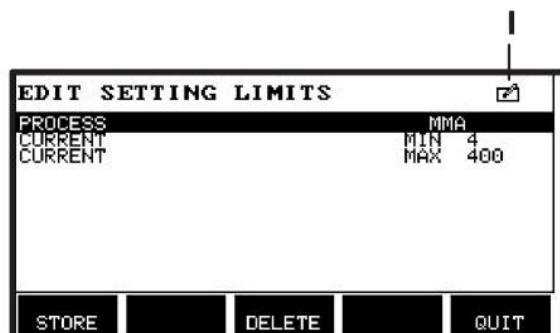 I
EDIT SETTING LIMITS
PROCESS MMA
CURRENT MIN 4
CURRENT MAX 400
STORE DELETE QUIT